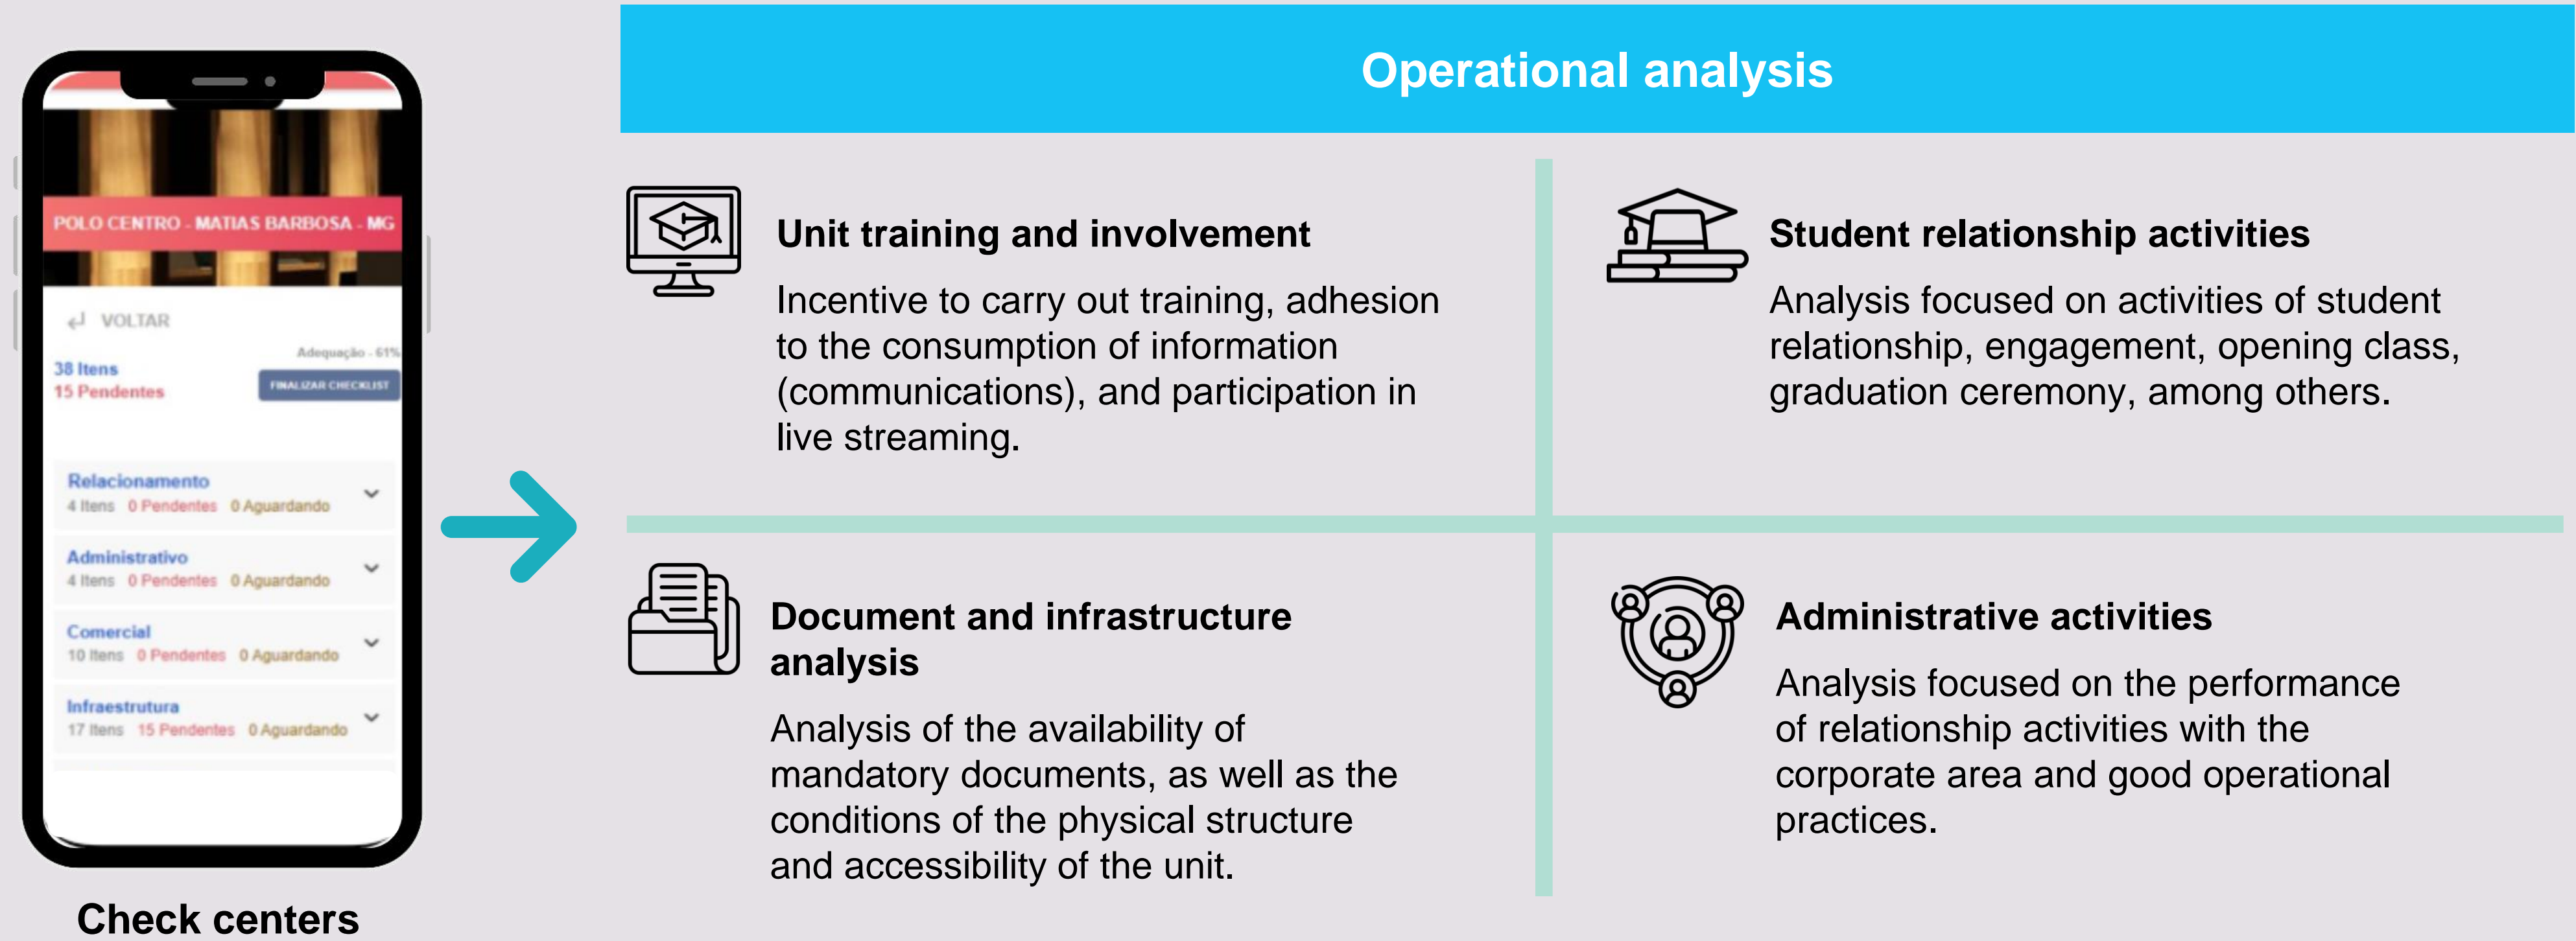 POLO CENTRO - MATIAS BARBOSA - MG
VOLTAR
Adequação - 61%
38 Itens
15 Pendentes
FINALIZAR CHECKLIST
Relacionamento
4 Itens 0 Pendentes 0 Aguardando
Administrativo
4 Itens 0 Pendentes 0 Aguardando
Comercial
10 Itens 0 Pendentes 0 Aguardando
Infraestrutura
17 Itens 15 Pendentes 0 Aguardando
Check centers
Operational analysis
Unit training and involvement
Incentive to carry out training, adhesion
to the consumption of information
(communications), and participation in
live streaming.
Student relationship activities
Analysis focused on activities of student
relationship, engagement, opening class,
graduation ceremony, among others.
Document and infrastructure
analysis
Analysis of the availability of
mandatory documents, as well as the
conditions of the physical structure
and accessibility of the unit.
Administrative activities
Analysis focused on the performance
of relationship activities with the
corporate area and good operational
practices.